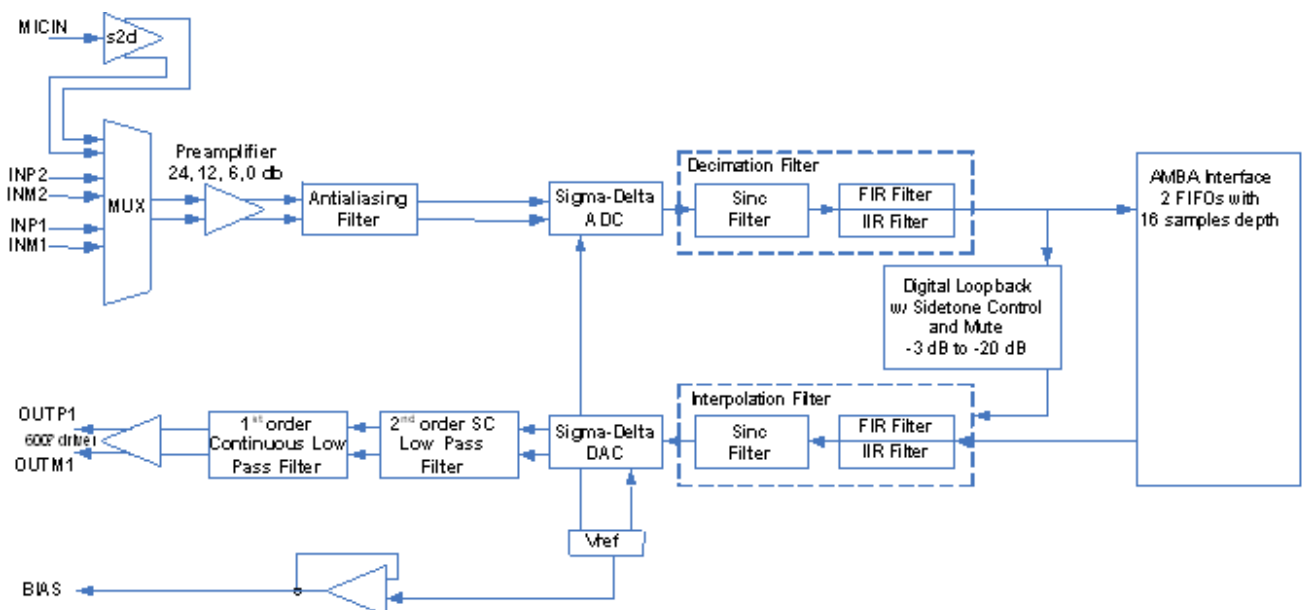 MICIN
s2d
Preamplifier
24, 12, 6,0 db
INP2
INM2
INP1
INM1
MUX
Antialiasing
Filter
Sigma-Delta
ADC
Decimation Filter
Sinc
Filter
FIR Filter
IIR Filter
AMBA Interface
2 FIFOs with
16 samples depth
Digital Loopback
w/ Sidetone Control
and Mute
-3 dB to -20 dB
OUTP1
600? driver
OUTM1
1st order
Continuous Low
Pass Filter
2nd order SC
Low Pass
Filter
Sigma-Delta
DAC
Interpolation Filter
Sinc
Filter
FIR Filter
IIR Filter
Vref
BIAS